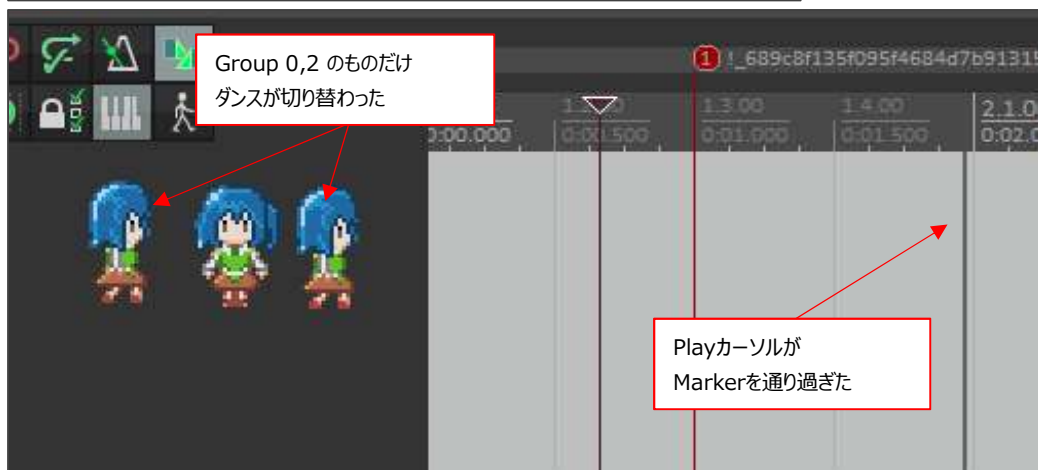 Group 0,2 のものだけ
ダンスが切り替わった
1 !_689c8f135f095f4684d7b91315
1.3.00 1.4.00 2.1.0
0:00.000 0:00.500 0:01.000 0:01.500 0:02.0
Playカーソルが
Markerを通り過ぎた